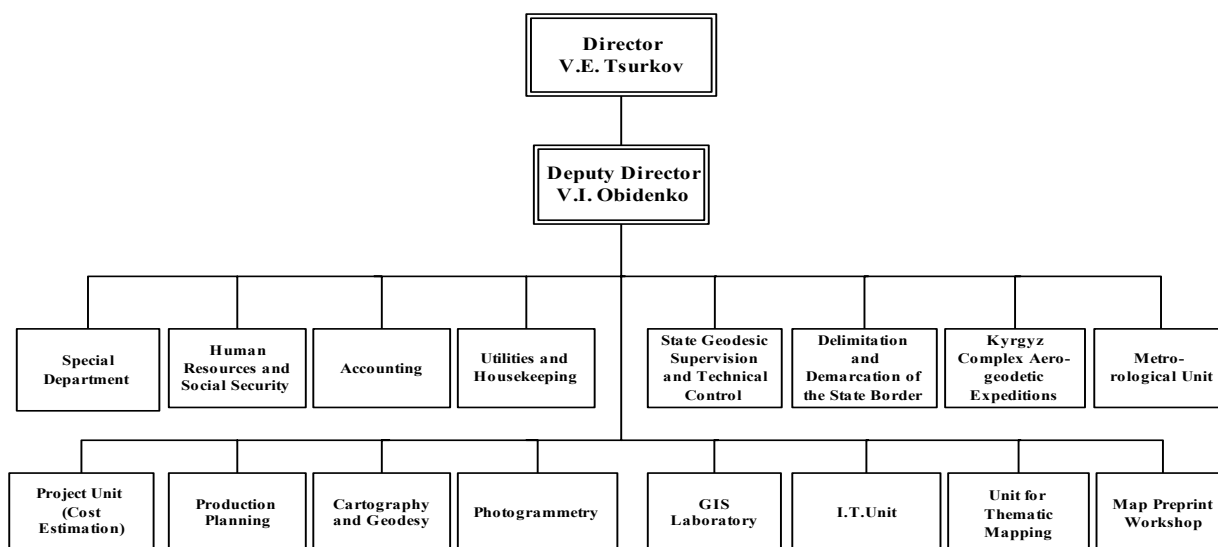 Director
V.E. Tsurkov
Deputy Director
V.I. Obidenko
Special
Department
Human
Resources and
Social Security
Accounting
Utilities and
Housekeeping
State Geodesic
Supervision
and Technical
Control
Delimitation
and
Demarcation of
the State Border
Kyrgyz
Complex Aero-
geodetic
Expeditions
Metro-
rological Unit
Project Unit
(Cost
Estimation)
Production
Planning
Cartography
and Geodesy
Photogrammetry
GIS
Laboratory
I.T.Unit
Unit for
Thematic
Mapping
Map Preprint
Workshop